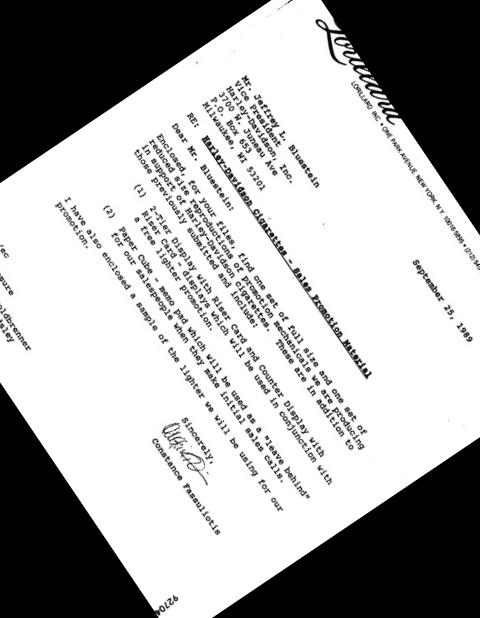 Lorillard
LORILLARD INC. • ONE PARK AVENUE, NEW YORK, N.Y. 10016-5895 • (212) 545
September 25, 1989
Mr. Jeffrey L. Bluestein
Vice President
Harley-Davidson, Inc.
3700 W. Juneau Ave
P.O. Box 653
Milwaukee, WI 53201
RE: Harley-Davidson Cigarettes - Sales Promotion Material
Dear Mr. Bluestein:
Enclosed, for your files, find one set of full size and one set of
reduced size reproductions of promotion mechanicals we are producing
in support of Harley-Davidson cigarettes. These are in addition to
those previously submitted and include:
(1) 2-Tier Display with Riser Card and Counter Display with
Riser Card - displays which will be used in conjunction with
a free lighter promotion.
(2) Paper Cube - memo pad which will be used as a "leave behind"
for our salespeople when they make initial sales calls.
I have also enclosed a sample of the lighter we will be using for our
promotion.
Sincerely,
Constance Fassuliotis
/ec
sure
ldbrenner
sley
92704